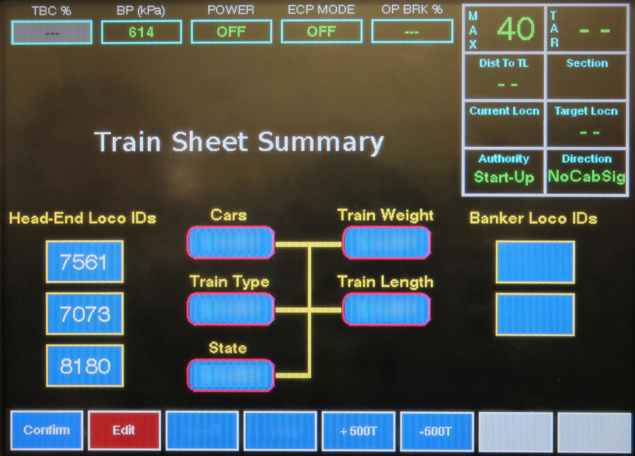 TBC %
BP (kPa)
POWER
ECP MODE
OP BRK %
---
614
OFF
OFF
---
MAX
40
TAR
- -
Dist To TL
Section
- -
Current Locn
Target Locn
- -
Authority
Direction
Start-Up
NoCabSig
Train Sheet Summary
Head-End Loco IDs
Cars
Train Weight
Banker Loco IDs
7561
Train Type
Train Length
7073
State
8180
Confirm
Edit
+500T
-500T